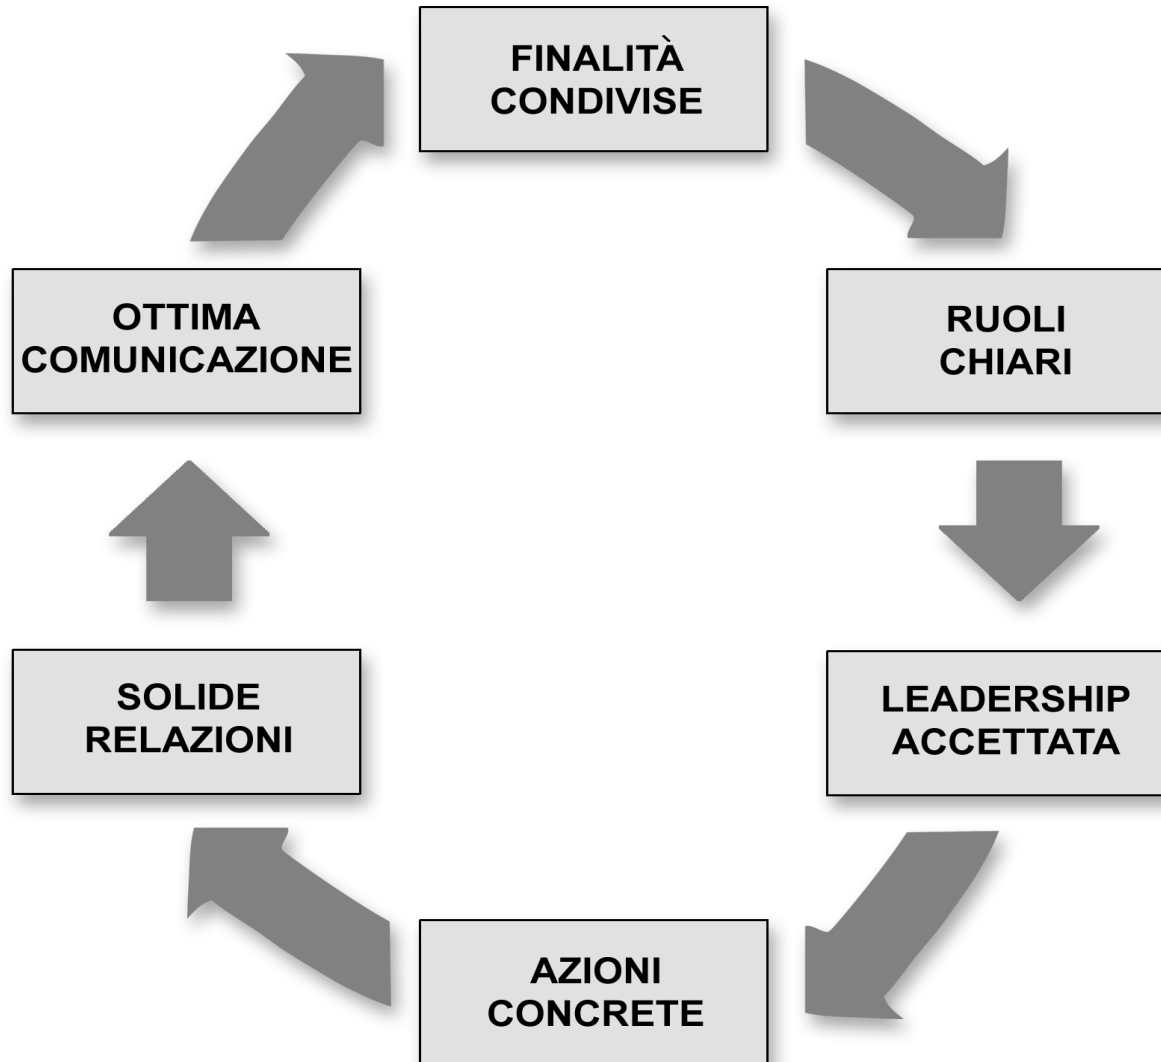 FINALITÀ
CONDIVISE
RUOLI
CHIARI
LEADERSHIP
ACCETTATA
AZIONI
CONCRETE
SOLIDE
RELAZIONI
OTTIMA
COMUNICAZIONE